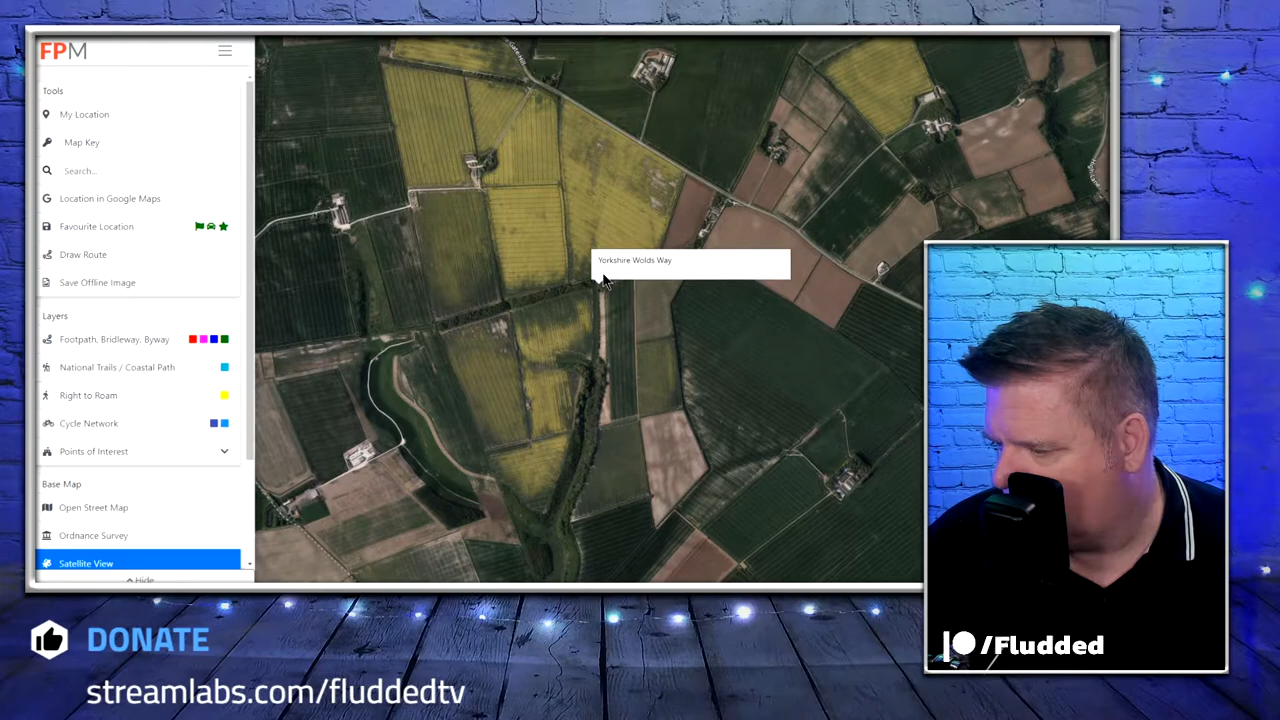 FPM
Tools
My Location
Map Key
Search...
Location in Google Maps
Favourite Location
Draw Route
Save Offline Image
Layers
Footpath, Bridleway, Byway
National Trails / Coastal Path
Right to Roam
Cycle Network
Points of Interest
Base Map
Open Street Map
Ordnance Survey
Satellite View
Hide
Yorkshire Wolds Way
/Fludded
DONATE
streamlabs.com/fluddedtv